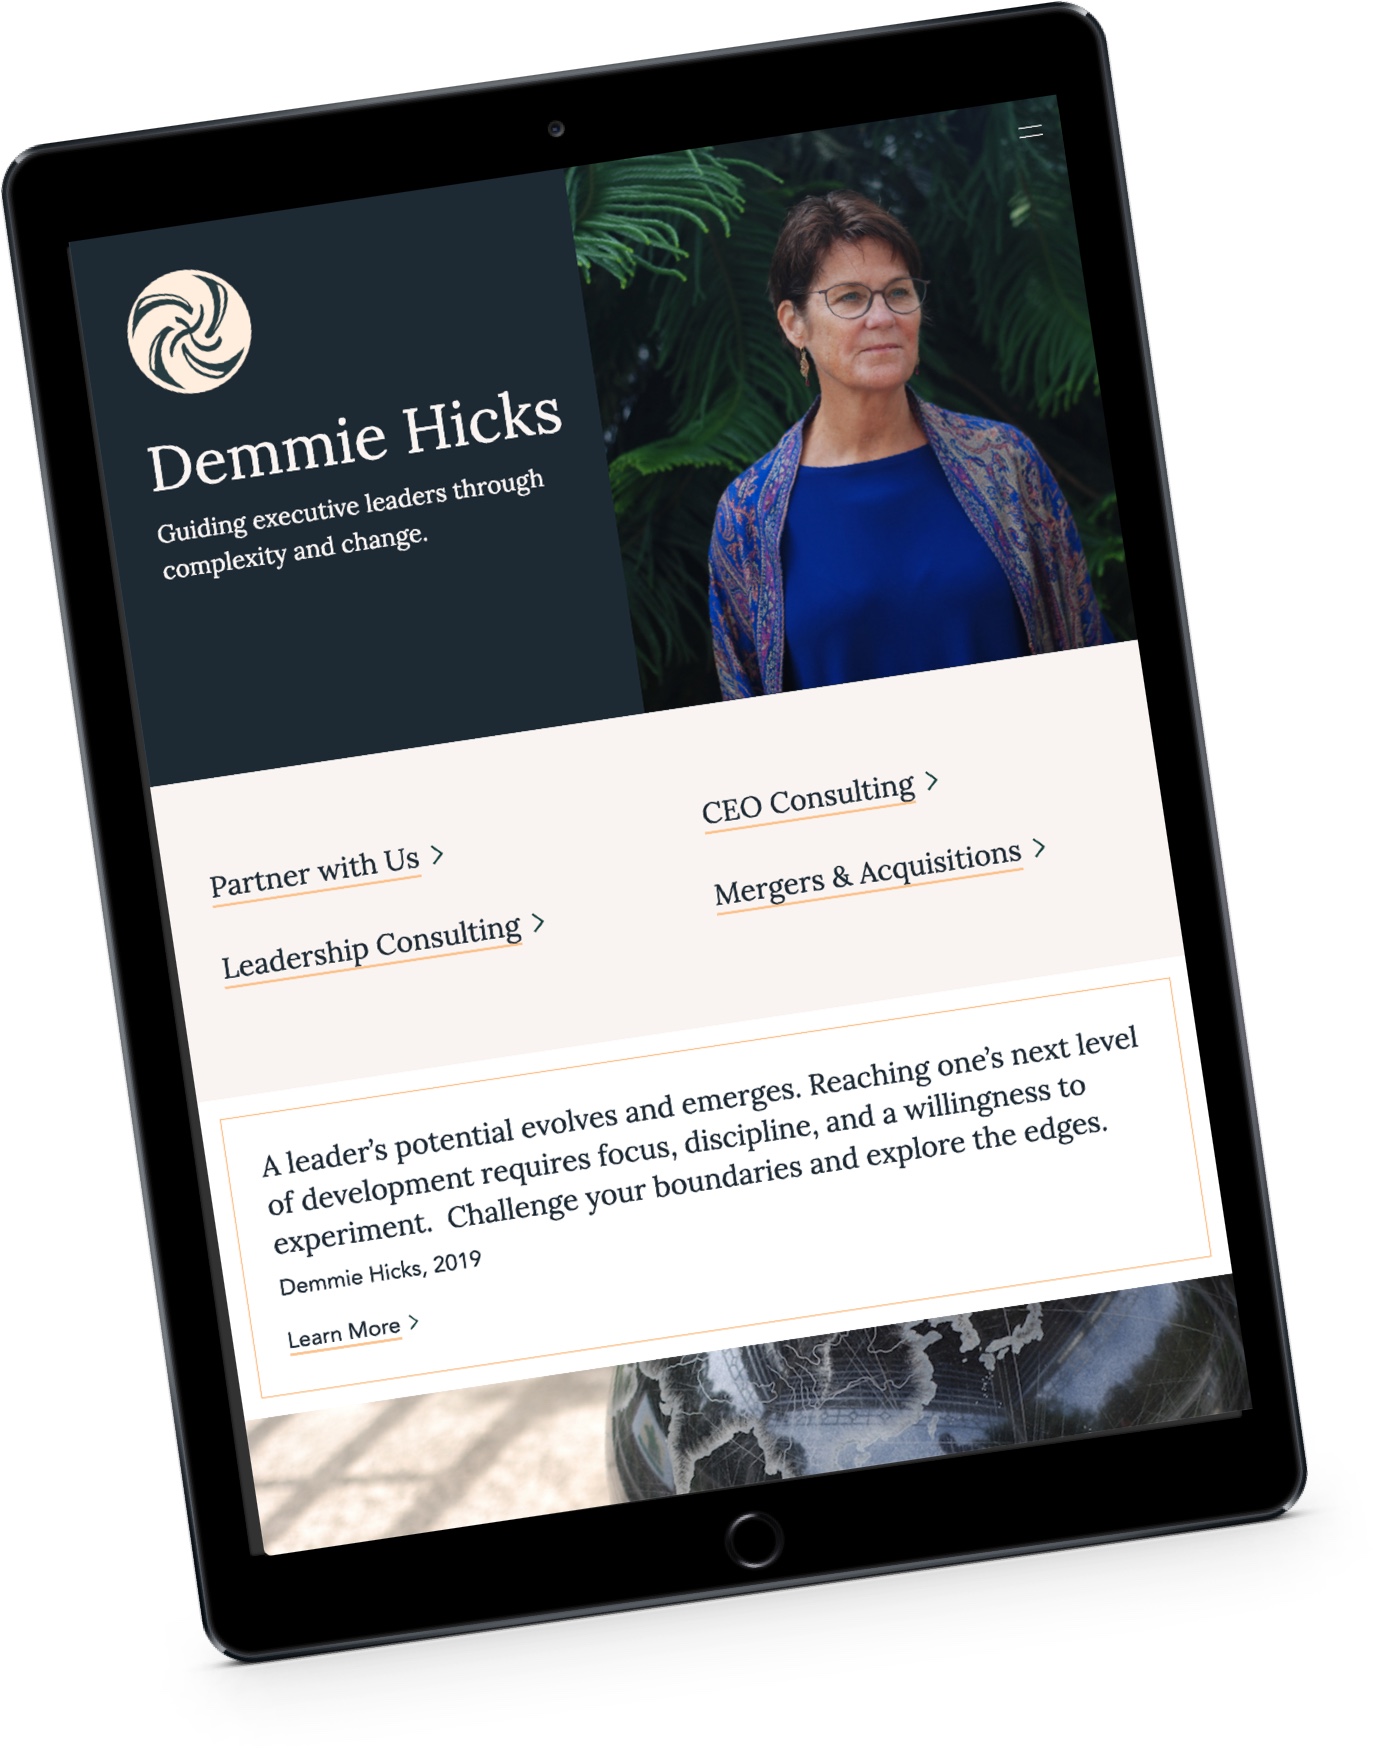 Demmie Hicks
Guiding executive leaders through
complexity and change.
Partner with Us
Leadership Consulting
CEO Consulting
Mergers & Acquisitions
A leader’s potential evolves and emerges. Reaching one’s next level
of development requires focus, discipline, and a willingness to
experiment.  Challenge your boundaries and explore the edges.
Demmie Hicks, 2019
Learn More